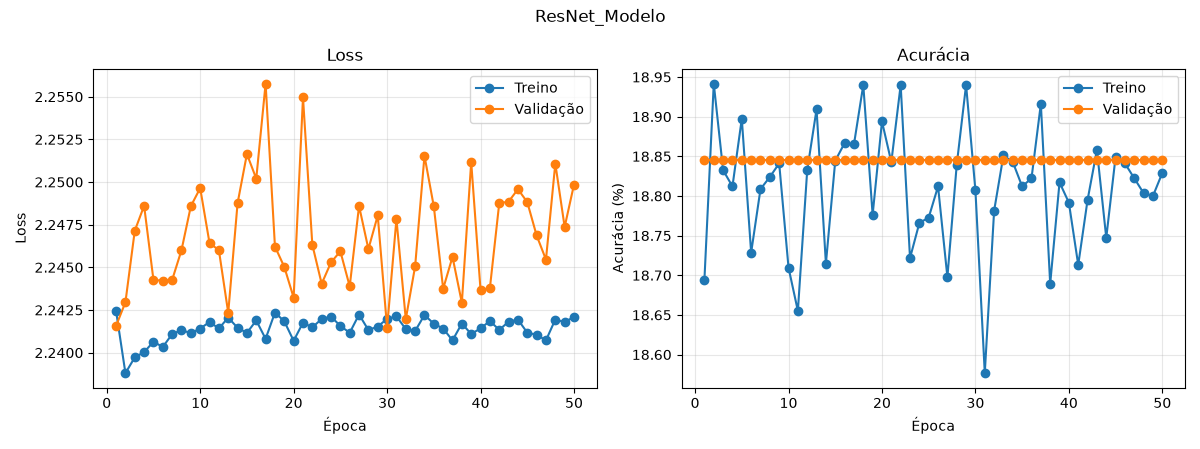 ResNet_Modelo
Loss
Treino
Validação
2.2550
2.2525
2.2500
2.2475
2.2450
2.2425
2.2400
Loss
0
10
20
30
40
50
Época
Acurácia
Treino
Validação
18.95
18.90
18.85
18.80
18.75
18.70
18.65
18.60
Acurácia (%)
0
10
20
30
40
50
Época